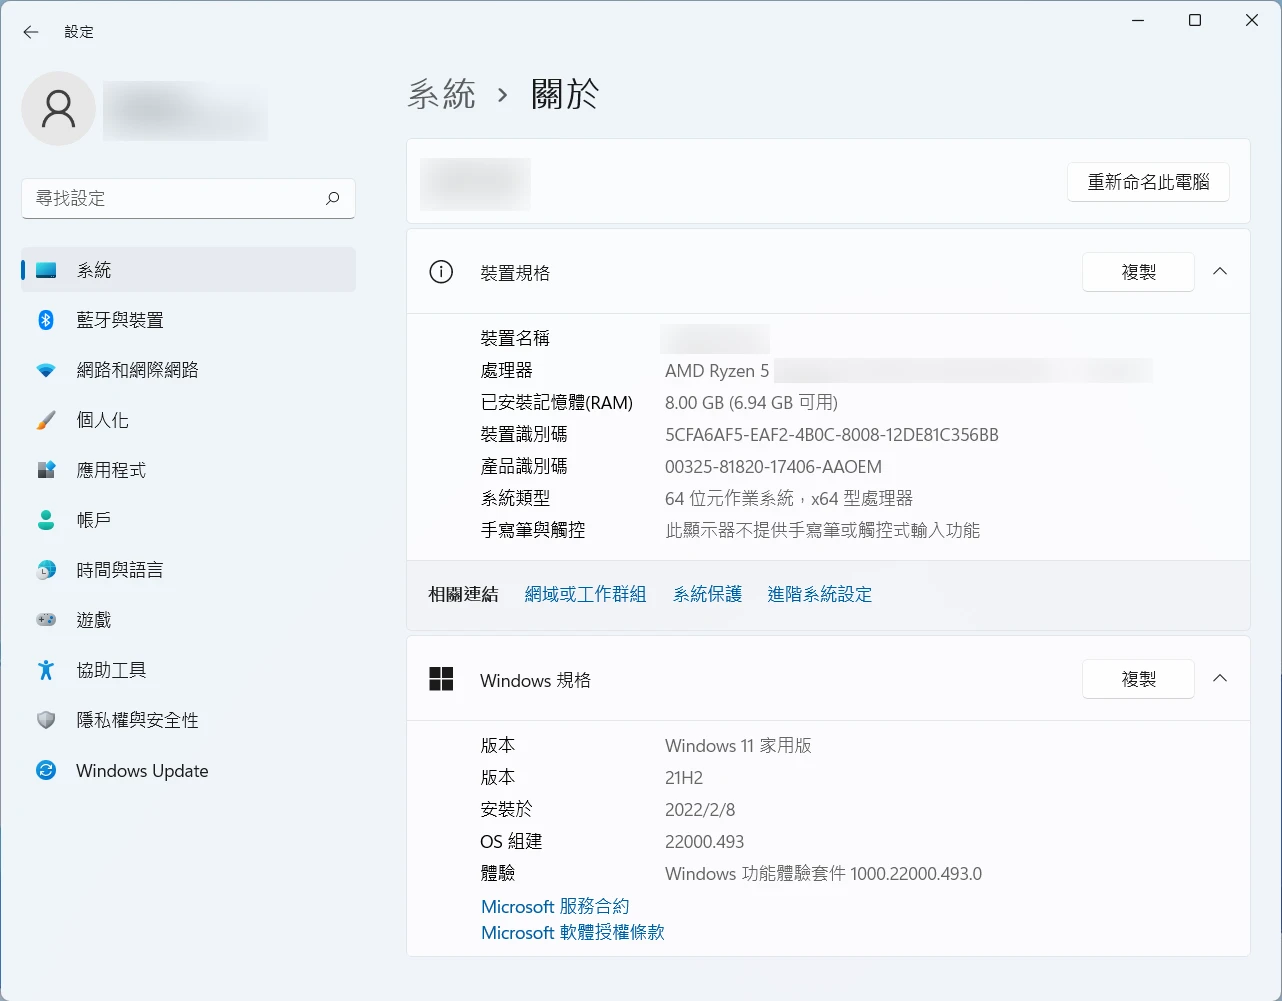 設定
尋找設定
系統
藍牙與裝置
網路和網際網路
個人化
應用程式
帳戶
時間與語言
遊戲
協助工具
隱私權與安全性
Windows Update
系統 › 關於
重新命名此電腦
裝置規格 複製
裝置名稱
處理器 AMD Ryzen 5
已安裝記憶體(RAM) 8.00 GB (6.94 GB 可用)
裝置識別碼 5CFA6AF5-EAF2-4B0C-8008-12DE81C356BB
產品識別碼 00325-81820-17406-AAOEM
系統類型 64 位元作業系統，x64 型處理器
手寫筆與觸控 此顯示器不提供手寫筆或觸控式輸入功能
相關連結 網域或工作群組 系統保護 進階系統設定
Windows 規格 複製
版本 Windows 11 家用版
版本 21H2
安裝於 2022/2/8
OS 組建 22000.493
體驗 Windows 功能體驗套件 1000.22000.493.0
Microsoft 服務合約
Microsoft 軟體授權條款